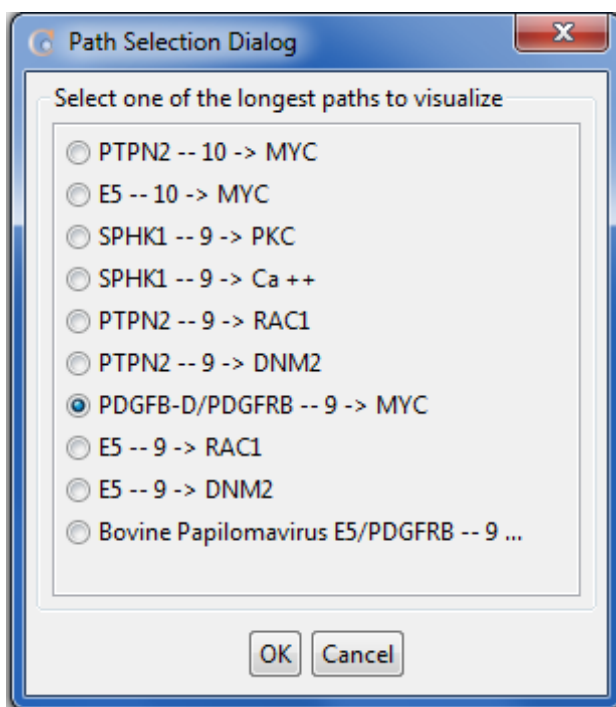 Path Selection Dialog
Select one of the longest paths to visualize
PTPN2 -- 10 -> MYC
E5 -- 10 -> MYC
SPHK1 -- 9 -> PKC
SPHK1 -- 9 -> Ca ++
PTPN2 -- 9 -> RAC1
PTPN2 -- 9 -> DNM2
PDGFB-D/PDGFRB -- 9 -> MYC
E5 -- 9 -> RAC1
E5 -- 9 -> DNM2
Bovine Papilomavirus E5/PDGFRB -- 9 ...
OK Cancel